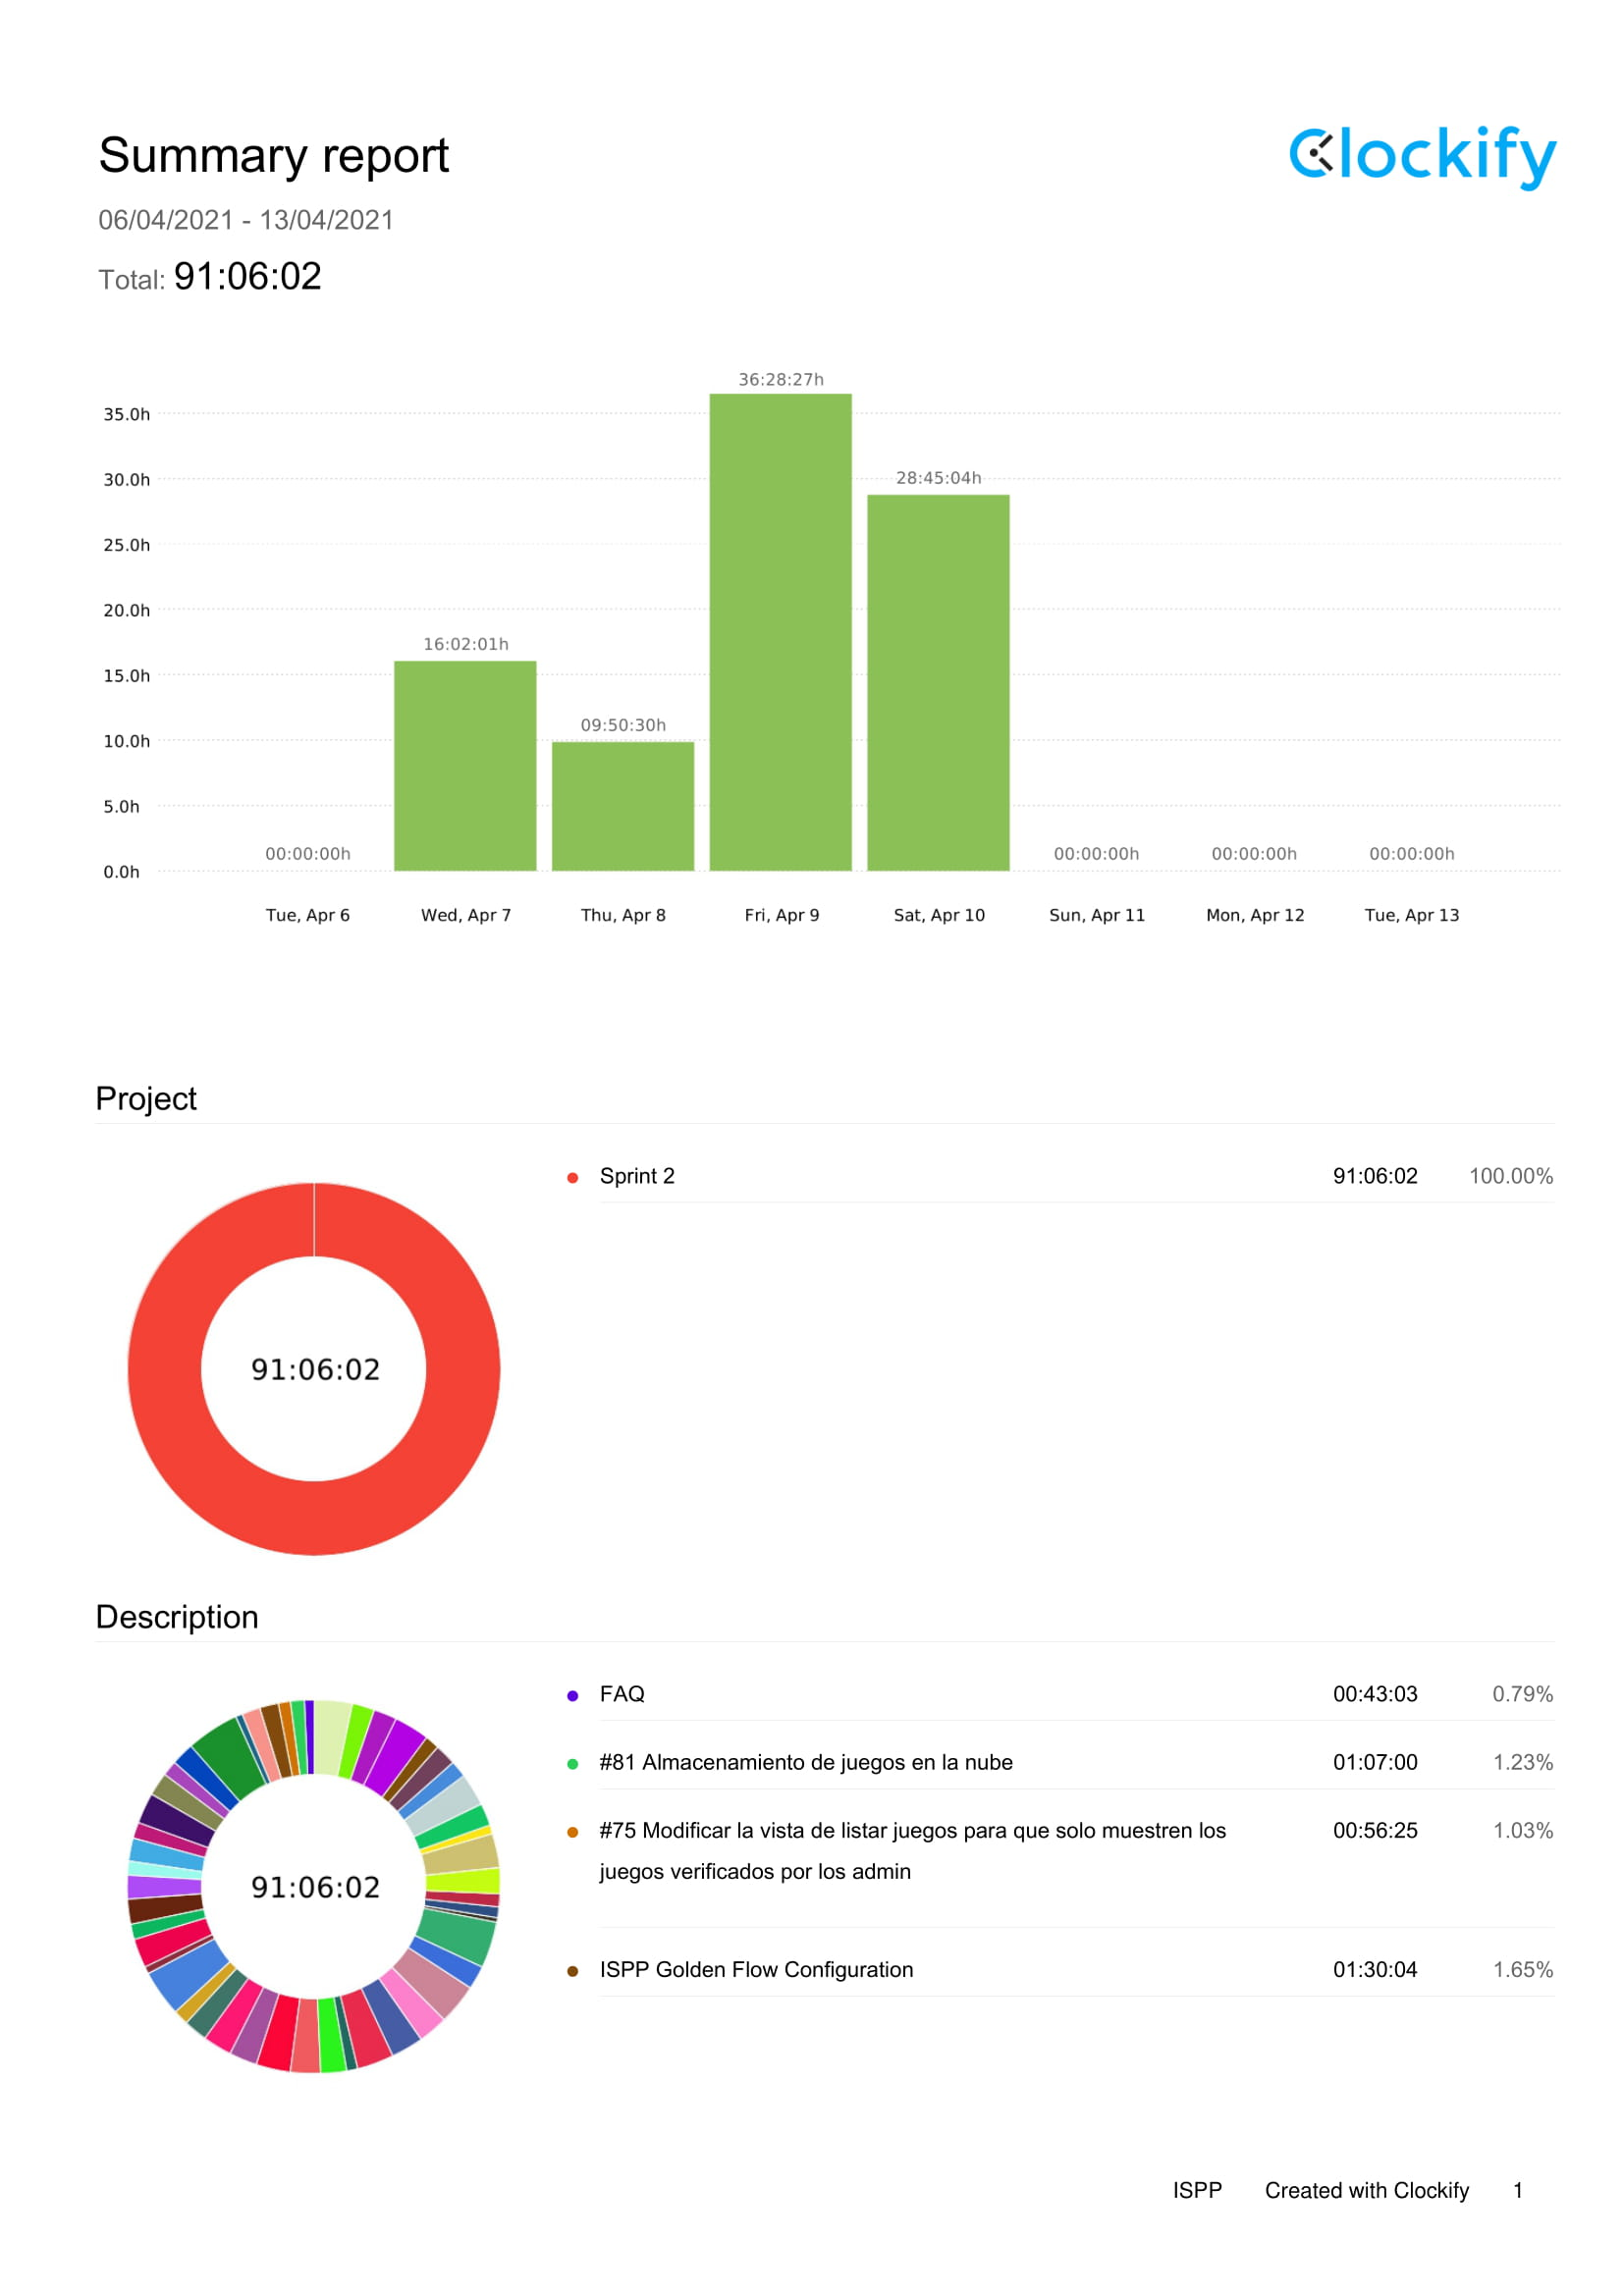 Summary report
Clockify
06/04/2021 - 13/04/2021
Total: 91:06:02
36:28:27h
35.0h
28:45:04h
30.0h
25.0h
20.0h
16:02:01h
15.0h
09:50:30h
10.0h
5.0h
00:00:00h 00:00:00h 00:00:00h 00:00:00h
0.0h
Tue, Apr 6 Wed, Apr 7 Thu, Apr 8 Fri, Apr 9 Sat, Apr 10 Sun, Apr 11 Mon, Apr 12 Tue, Apr 13
Project
Sprint 2 91:06:02 100.00%
91:06:02
Description
FAQ 00:43:03 0.79%
#81 Almacenamiento de juegos en la nube 01:07:00 1.23%
#75 Modificar la vista de listar juegos para que solo muestren los 00:56:25 1.03%
juegos verificados por los admin
91:06:02
ISPP Golden Flow Configuration 01:30:04 1.65%
ISPP Created with Clockify 1